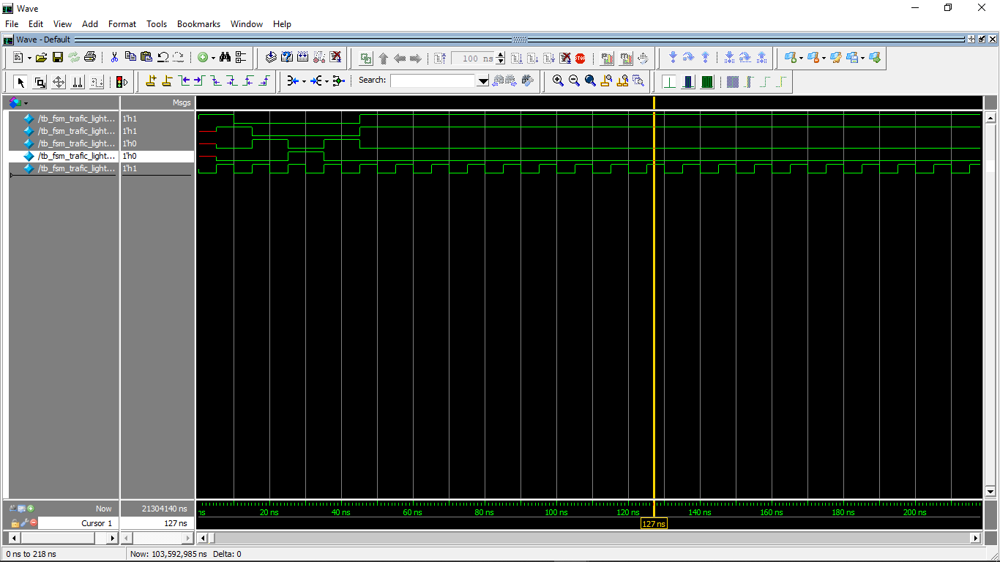 Wave
File Edit View Add Format Tools Bookmarks Window Help
Wave - Default
100 ns
STOP
Search:
Msgs
/tb_fsm_trafic_light... 1'h1
/tb_fsm_trafic_light... 1'h1
/tb_fsm_trafic_light... 1'h0
/tb_fsm_trafic_light... 1'h0
/tb_fsm_trafic_light... 1'h1
Now 21304140 ns ns 20 ns 40 ns 60 ns 80 ns 100 ns 120 ns 140 ns 160 ns 180 ns 200 ns
Cursor 1 127 ns 127 ns
0 ns to 218 ns Now: 103,592,985 ns Delta: 0